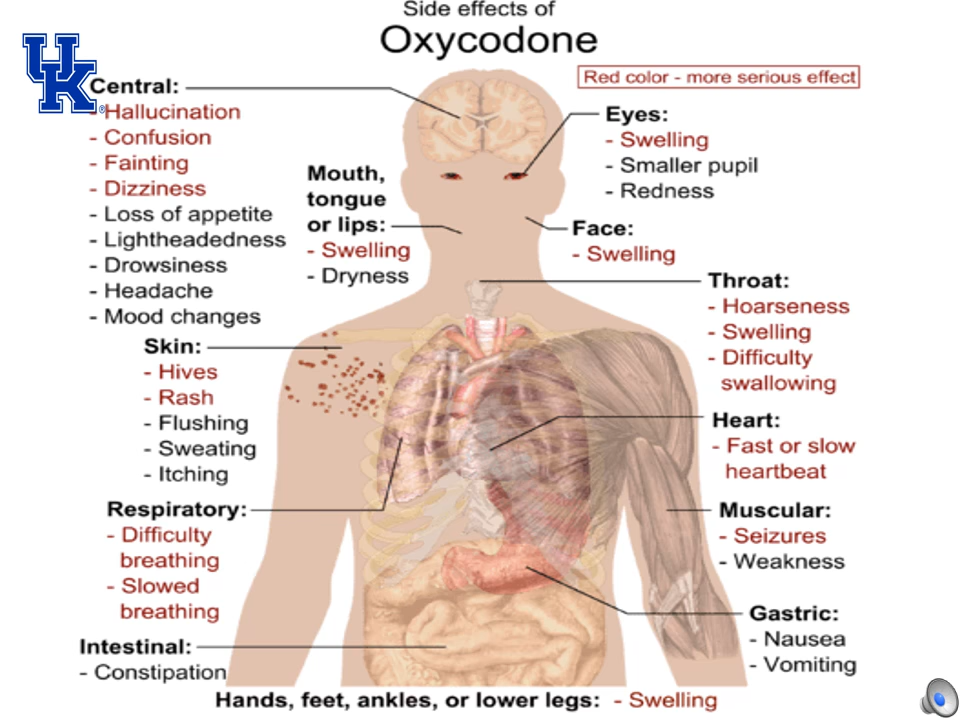 Side effects of
Oxycodone
UK®
Red color - more serious effect
Central:
- Hallucination
- Confusion
- Fainting
- Dizziness
- Loss of appetite
- Lightheadedness
- Drowsiness
- Headache
- Mood changes
Eyes:
- Swelling
- Smaller pupil
- Redness
Mouth,
tongue
or lips:
- Swelling
- Dryness
Face:
- Swelling
Throat:
- Hoarseness
- Swelling
- Difficulty
swallowing
Skin:
- Hives
- Rash
- Flushing
- Sweating
- Itching
Heart:
- Fast or slow
heartbeat
Respiratory:
- Difficulty
breathing
- Slowed
breathing
Muscular:
- Seizures
- Weakness
Gastric:
- Nausea
- Vomiting
Intestinal:
- Constipation
Hands, feet, ankles, or lower legs: - Swelling